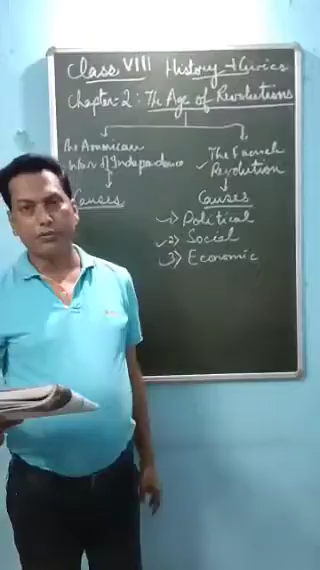 Class VIII History & Civics
Chapter-2: The Age of Revolutions
The American
War of Independence
Causes
The French
Revolution
Causes
1) Political
2) Social
3) Economic